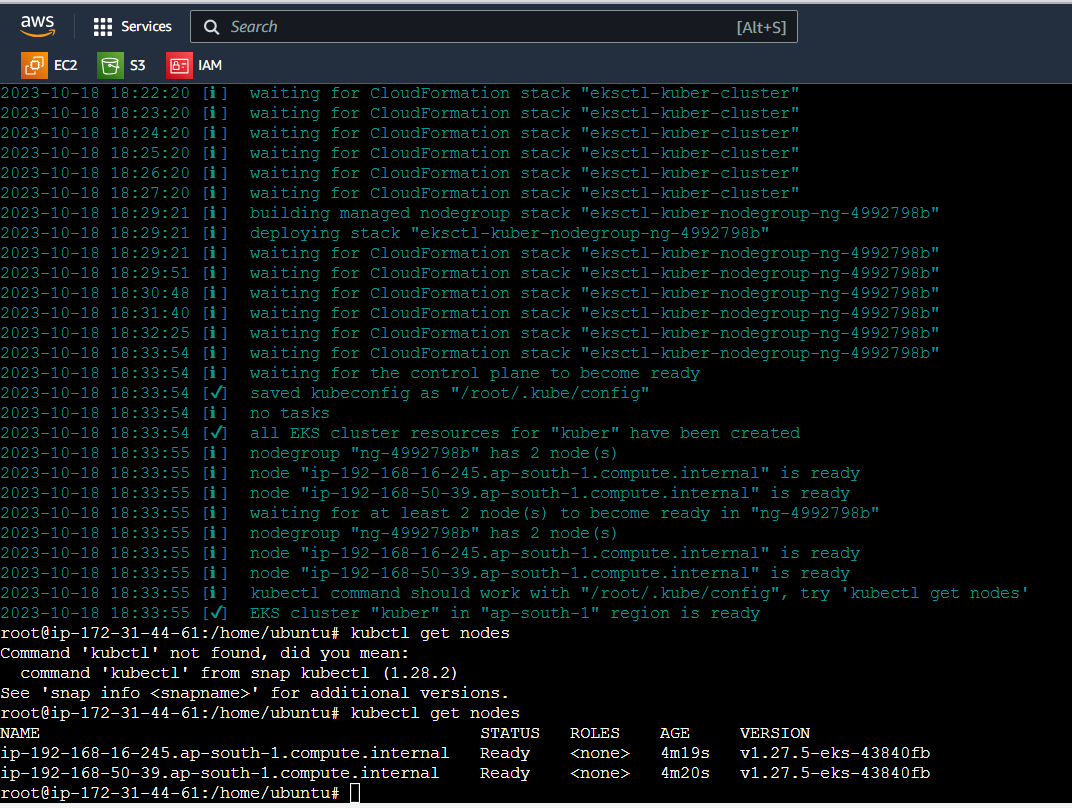 aws
Services
Search
[Alt+S]
EC2
S3
IAM
2023-10-18 18:22:20 [ℹ]  waiting for CloudFormation stack "eksctl-kuber-cluster"
2023-10-18 18:23:20 [ℹ]  waiting for CloudFormation stack "eksctl-kuber-cluster"
2023-10-18 18:24:20 [ℹ]  waiting for CloudFormation stack "eksctl-kuber-cluster"
2023-10-18 18:25:20 [ℹ]  waiting for CloudFormation stack "eksctl-kuber-cluster"
2023-10-18 18:26:20 [ℹ]  waiting for CloudFormation stack "eksctl-kuber-cluster"
2023-10-18 18:27:20 [ℹ]  waiting for CloudFormation stack "eksctl-kuber-cluster"
2023-10-18 18:29:21 [ℹ]  building managed nodegroup stack "eksctl-kuber-nodegroup-ng-4992798b"
2023-10-18 18:29:21 [ℹ]  deploying stack "eksctl-kuber-nodegroup-ng-4992798b"
2023-10-18 18:29:21 [ℹ]  waiting for CloudFormation stack "eksctl-kuber-nodegroup-ng-4992798b"
2023-10-18 18:29:51 [ℹ]  waiting for CloudFormation stack "eksctl-kuber-nodegroup-ng-4992798b"
2023-10-18 18:30:48 [ℹ]  waiting for CloudFormation stack "eksctl-kuber-nodegroup-ng-4992798b"
2023-10-18 18:31:40 [ℹ]  waiting for CloudFormation stack "eksctl-kuber-nodegroup-ng-4992798b"
2023-10-18 18:32:25 [ℹ]  waiting for CloudFormation stack "eksctl-kuber-nodegroup-ng-4992798b"
2023-10-18 18:33:54 [ℹ]  waiting for CloudFormation stack "eksctl-kuber-nodegroup-ng-4992798b"
2023-10-18 18:33:54 [ℹ]  waiting for the control plane to become ready
2023-10-18 18:33:54 [✔]  saved kubeconfig as "/root/.kube/config"
2023-10-18 18:33:54 [ℹ]  no tasks
2023-10-18 18:33:54 [✔]  all EKS cluster resources for "kuber" have been created
2023-10-18 18:33:55 [ℹ]  nodegroup "ng-4992798b" has 2 node(s)
2023-10-18 18:33:55 [ℹ]  node "ip-192-168-16-245.ap-south-1.compute.internal" is ready
2023-10-18 18:33:55 [ℹ]  node "ip-192-168-50-39.ap-south-1.compute.internal" is ready
2023-10-18 18:33:55 [ℹ]  waiting for at least 2 node(s) to become ready in "ng-4992798b"
2023-10-18 18:33:55 [ℹ]  nodegroup "ng-4992798b" has 2 node(s)
2023-10-18 18:33:55 [ℹ]  node "ip-192-168-16-245.ap-south-1.compute.internal" is ready
2023-10-18 18:33:55 [ℹ]  node "ip-192-168-50-39.ap-south-1.compute.internal" is ready
2023-10-18 18:33:55 [ℹ]  kubectl command should work with "/root/.kube/config", try 'kubectl get nodes'
2023-10-18 18:33:55 [✔]  EKS cluster "kuber" in "ap-south-1" region is ready
root@ip-172-31-44-61:/home/ubuntu# kubctl get nodes
Command 'kubctl' not found, did you mean:
  command 'kubectl' from snap kubectl (1.28.2)
See 'snap info <snapname>' for additional versions.
root@ip-172-31-44-61:/home/ubuntu# kubectl get nodes
NAME                                            STATUS   ROLES    AGE     VERSION
ip-192-168-16-245.ap-south-1.compute.internal   Ready    <none>   4m19s   v1.27.5-eks-43840fb
ip-192-168-50-39.ap-south-1.compute.internal    Ready    <none>   4m20s   v1.27.5-eks-43840fb
root@ip-172-31-44-61:/home/ubuntu#